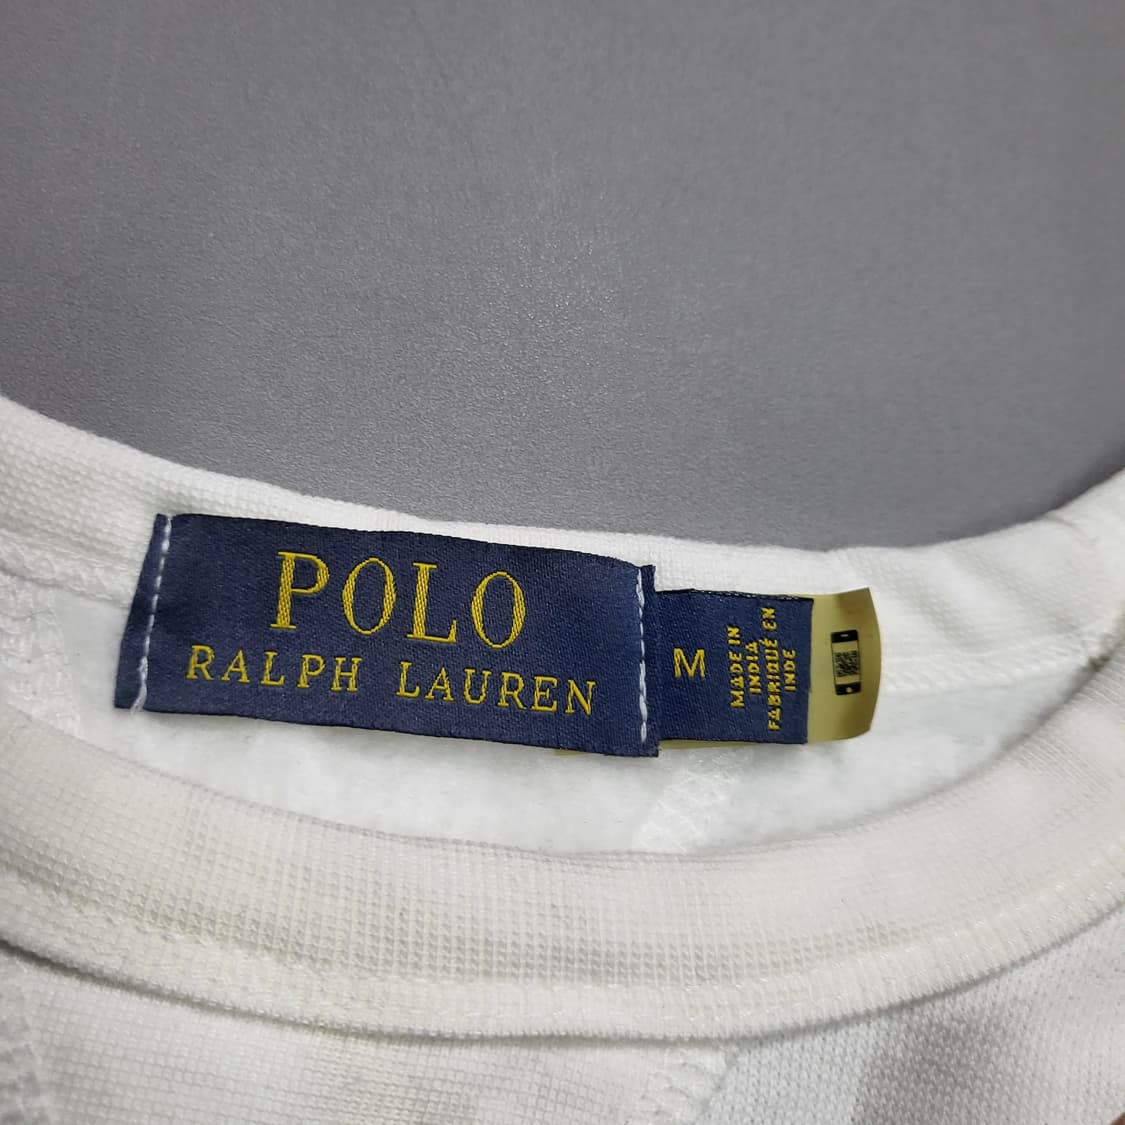 POLO
RALPH LAUREN
M
MADE IN
INDIA
FABRIQUÉ EN
INDE